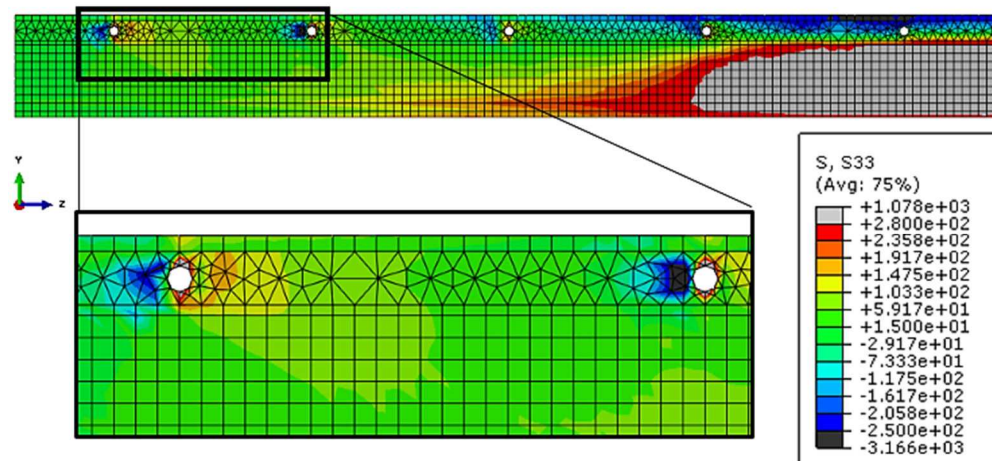 Y
Z
S, S33
(Avg: 75%)
+1.078e+03
+2.800e+02
+2.358e+02
+1.917e+02
+1.475e+02
+1.033e+02
+5.917e+01
+1.500e+01
-2.917e+01
-7.333e+01
-1.175e+02
-1.617e+02
-2.058e+02
-2.500e+02
-3.166e+03